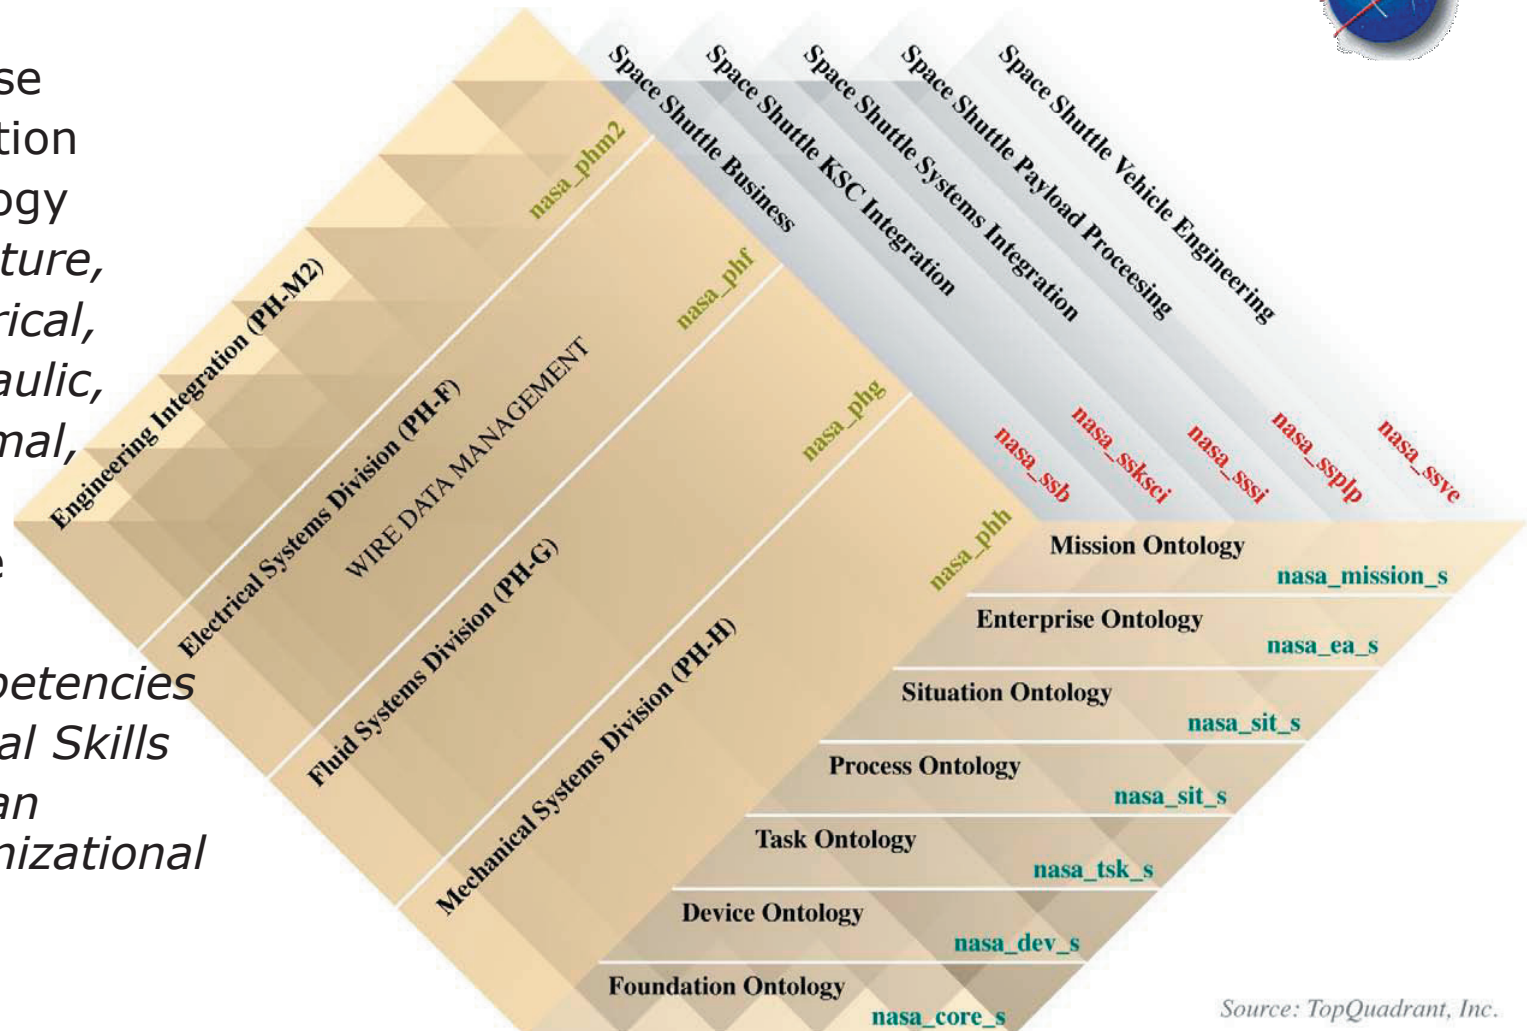 se
tion
ogy
ture,
rical,
aulic,
mal,
e
petencies
al Skills
an
nizational
Engineering Integration (PH-M2)
nasa_phm2
Electrical Systems Division (PH-F)
nasa_phf
WIRE DATA MANAGEMENT
Fluid Systems Division (PH-G)
nasa_phg
Mechanical Systems Division (PH-H)
nasa_phh
Space Shuttle Business
nasa_ssb
Space Shuttle KSC Integration
nasa_ssksci
Space Shuttle Systems Integration
nasa_sssi
Space Shuttle Payload Proceesing
nasa_ssplp
Space Shuttle Vehicle Engineering
nasa_ssve
Mission Ontology
nasa_mission_s
Enterprise Ontology
nasa_ea_s
Situation Ontology
nasa_sit_s
Process Ontology
nasa_sit_s
Task Ontology
nasa_tsk_s
Device Ontology
nasa_dev_s
Foundation Ontology
nasa_core_s
Source: TopQuadrant, Inc.